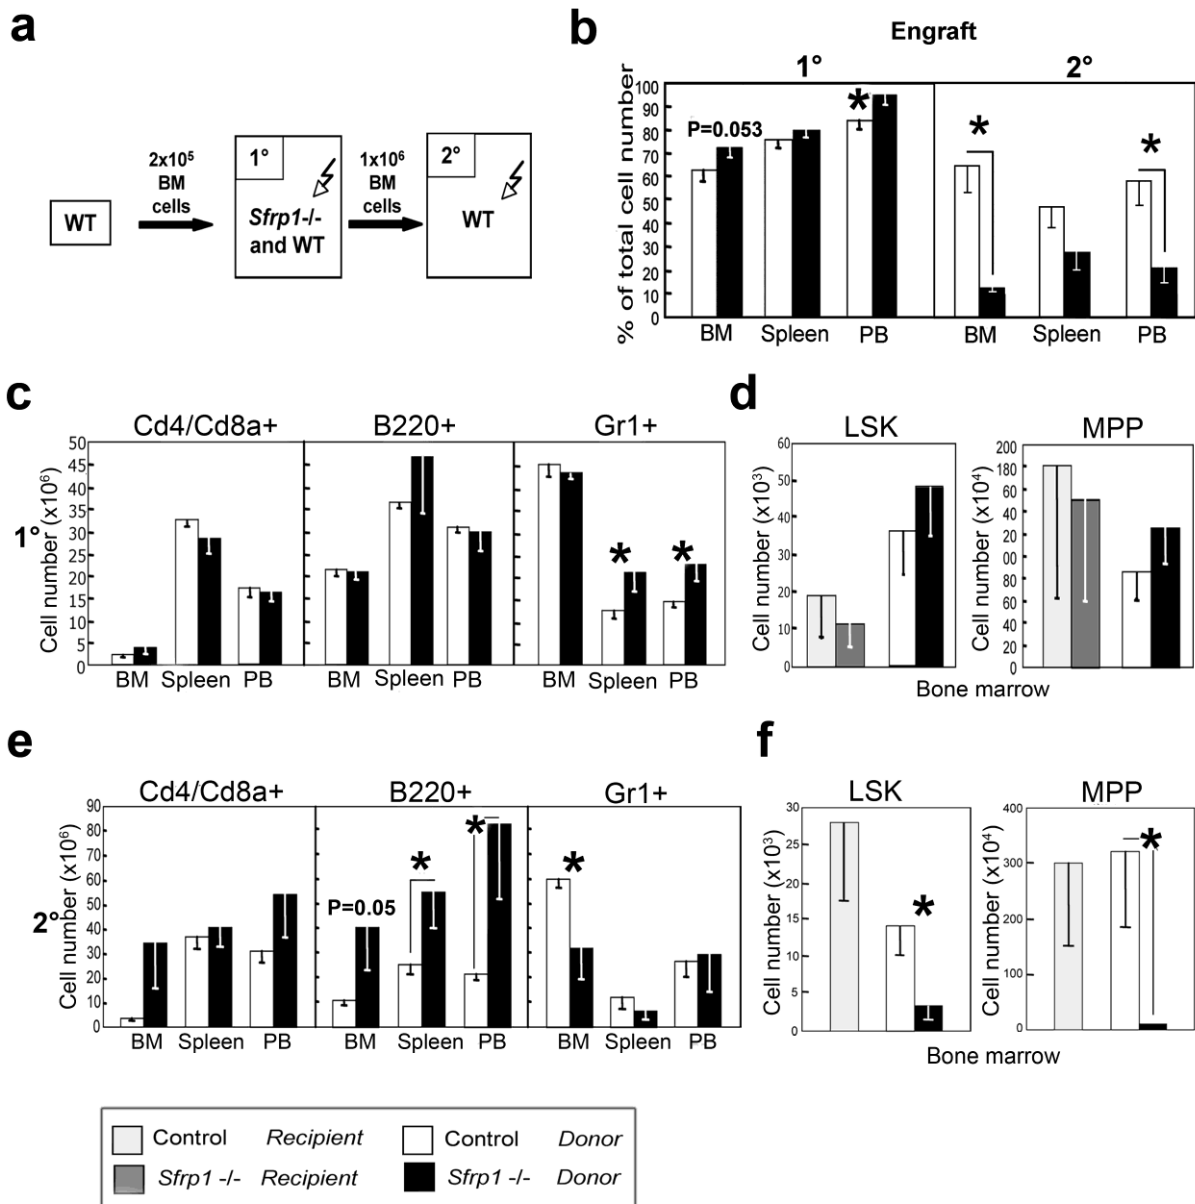 a
WT
2x10⁵
BM
cells
1°
Sfrp1-/-
and WT
1x10⁶
BM
cells
2°
WT
b
Engraft
1° 2°
% of total cell number
100
90
80
70
60
50
40
30
20
10
0
P=0.053
*
*
*
BM Spleen PB BM Spleen PB
c
Cd4/Cd8a+ B220+ Gr1+
1°
Cell number (x10⁶)
50
45
40
35
30
25
20
15
10
5
0
* *
BM Spleen PB BM Spleen PB BM Spleen PB
d
LSK MPP
Cell number (x10³)
60
50
40
30
20
10
0
Cell number (x10⁴)
200
180
160
140
20
00
80
60
40
20
0
Bone marrow
e
Cd4/Cd8a+ B220+ Gr1+
2°
Cell number (x10⁶)
90
80
70
60
50
40
30
20
10
0
P=0.05
*
*
*
BM Spleen PB BM Spleen PB BM Spleen PB
f
LSK MPP
Cell number (x10³)
30
25
20
15
10
5
0
*
Cell number (x10⁴)
400
300
200
100
0
*
Bone marrow
Control Recipient Control Donor
Sfrp1 -/- Recipient Sfrp1 -/- Donor